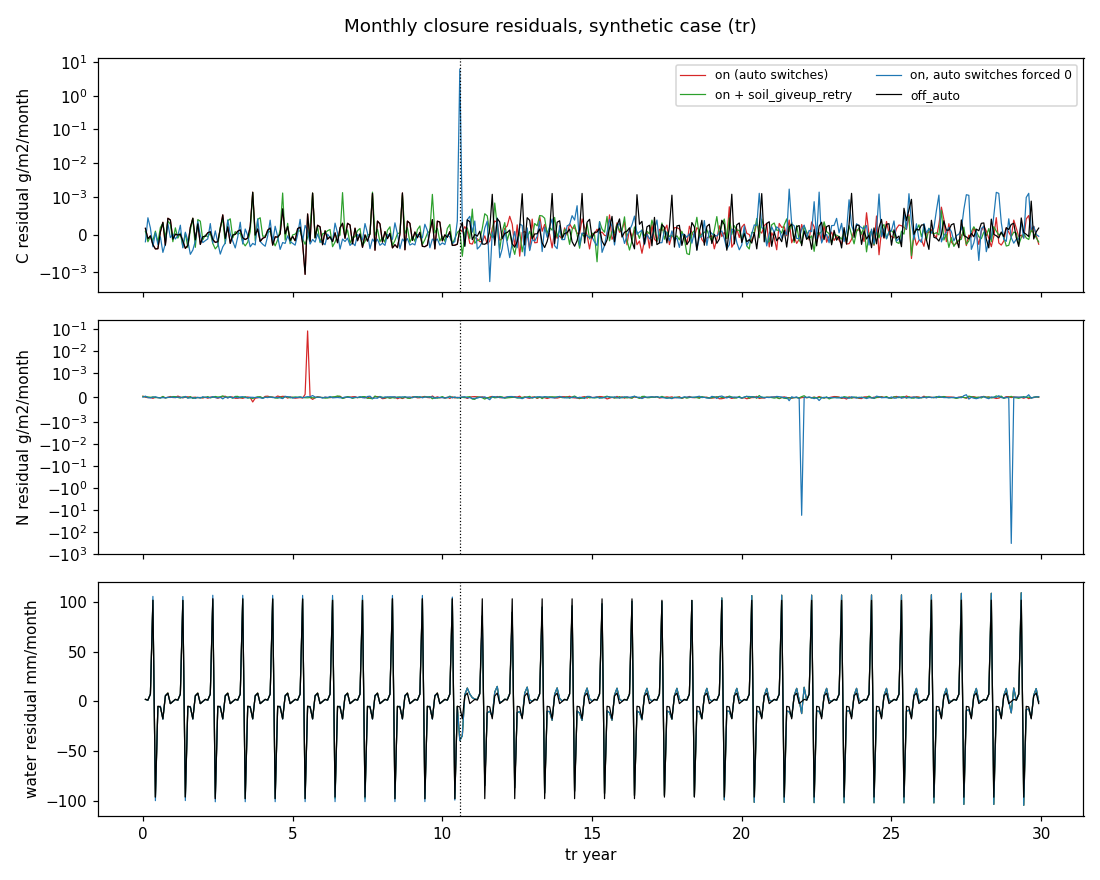 Monthly closure residuals, synthetic case (tr)
C residual g/m2/month
10¹
10⁰
10⁻¹
10⁻²
10⁻³
0
−10⁻³
on (auto switches)
on + soil_giveup_retry
on, auto switches forced 0
off_auto
N residual g/m2/month
10⁻¹
10⁻²
10⁻³
0
−10⁻³
−10⁻²
−10⁻¹
−10⁰
−10¹
−10²
−10³
water residual mm/month
100
50
0
−50
−100
0 5 10 15 20 25 30
tr year